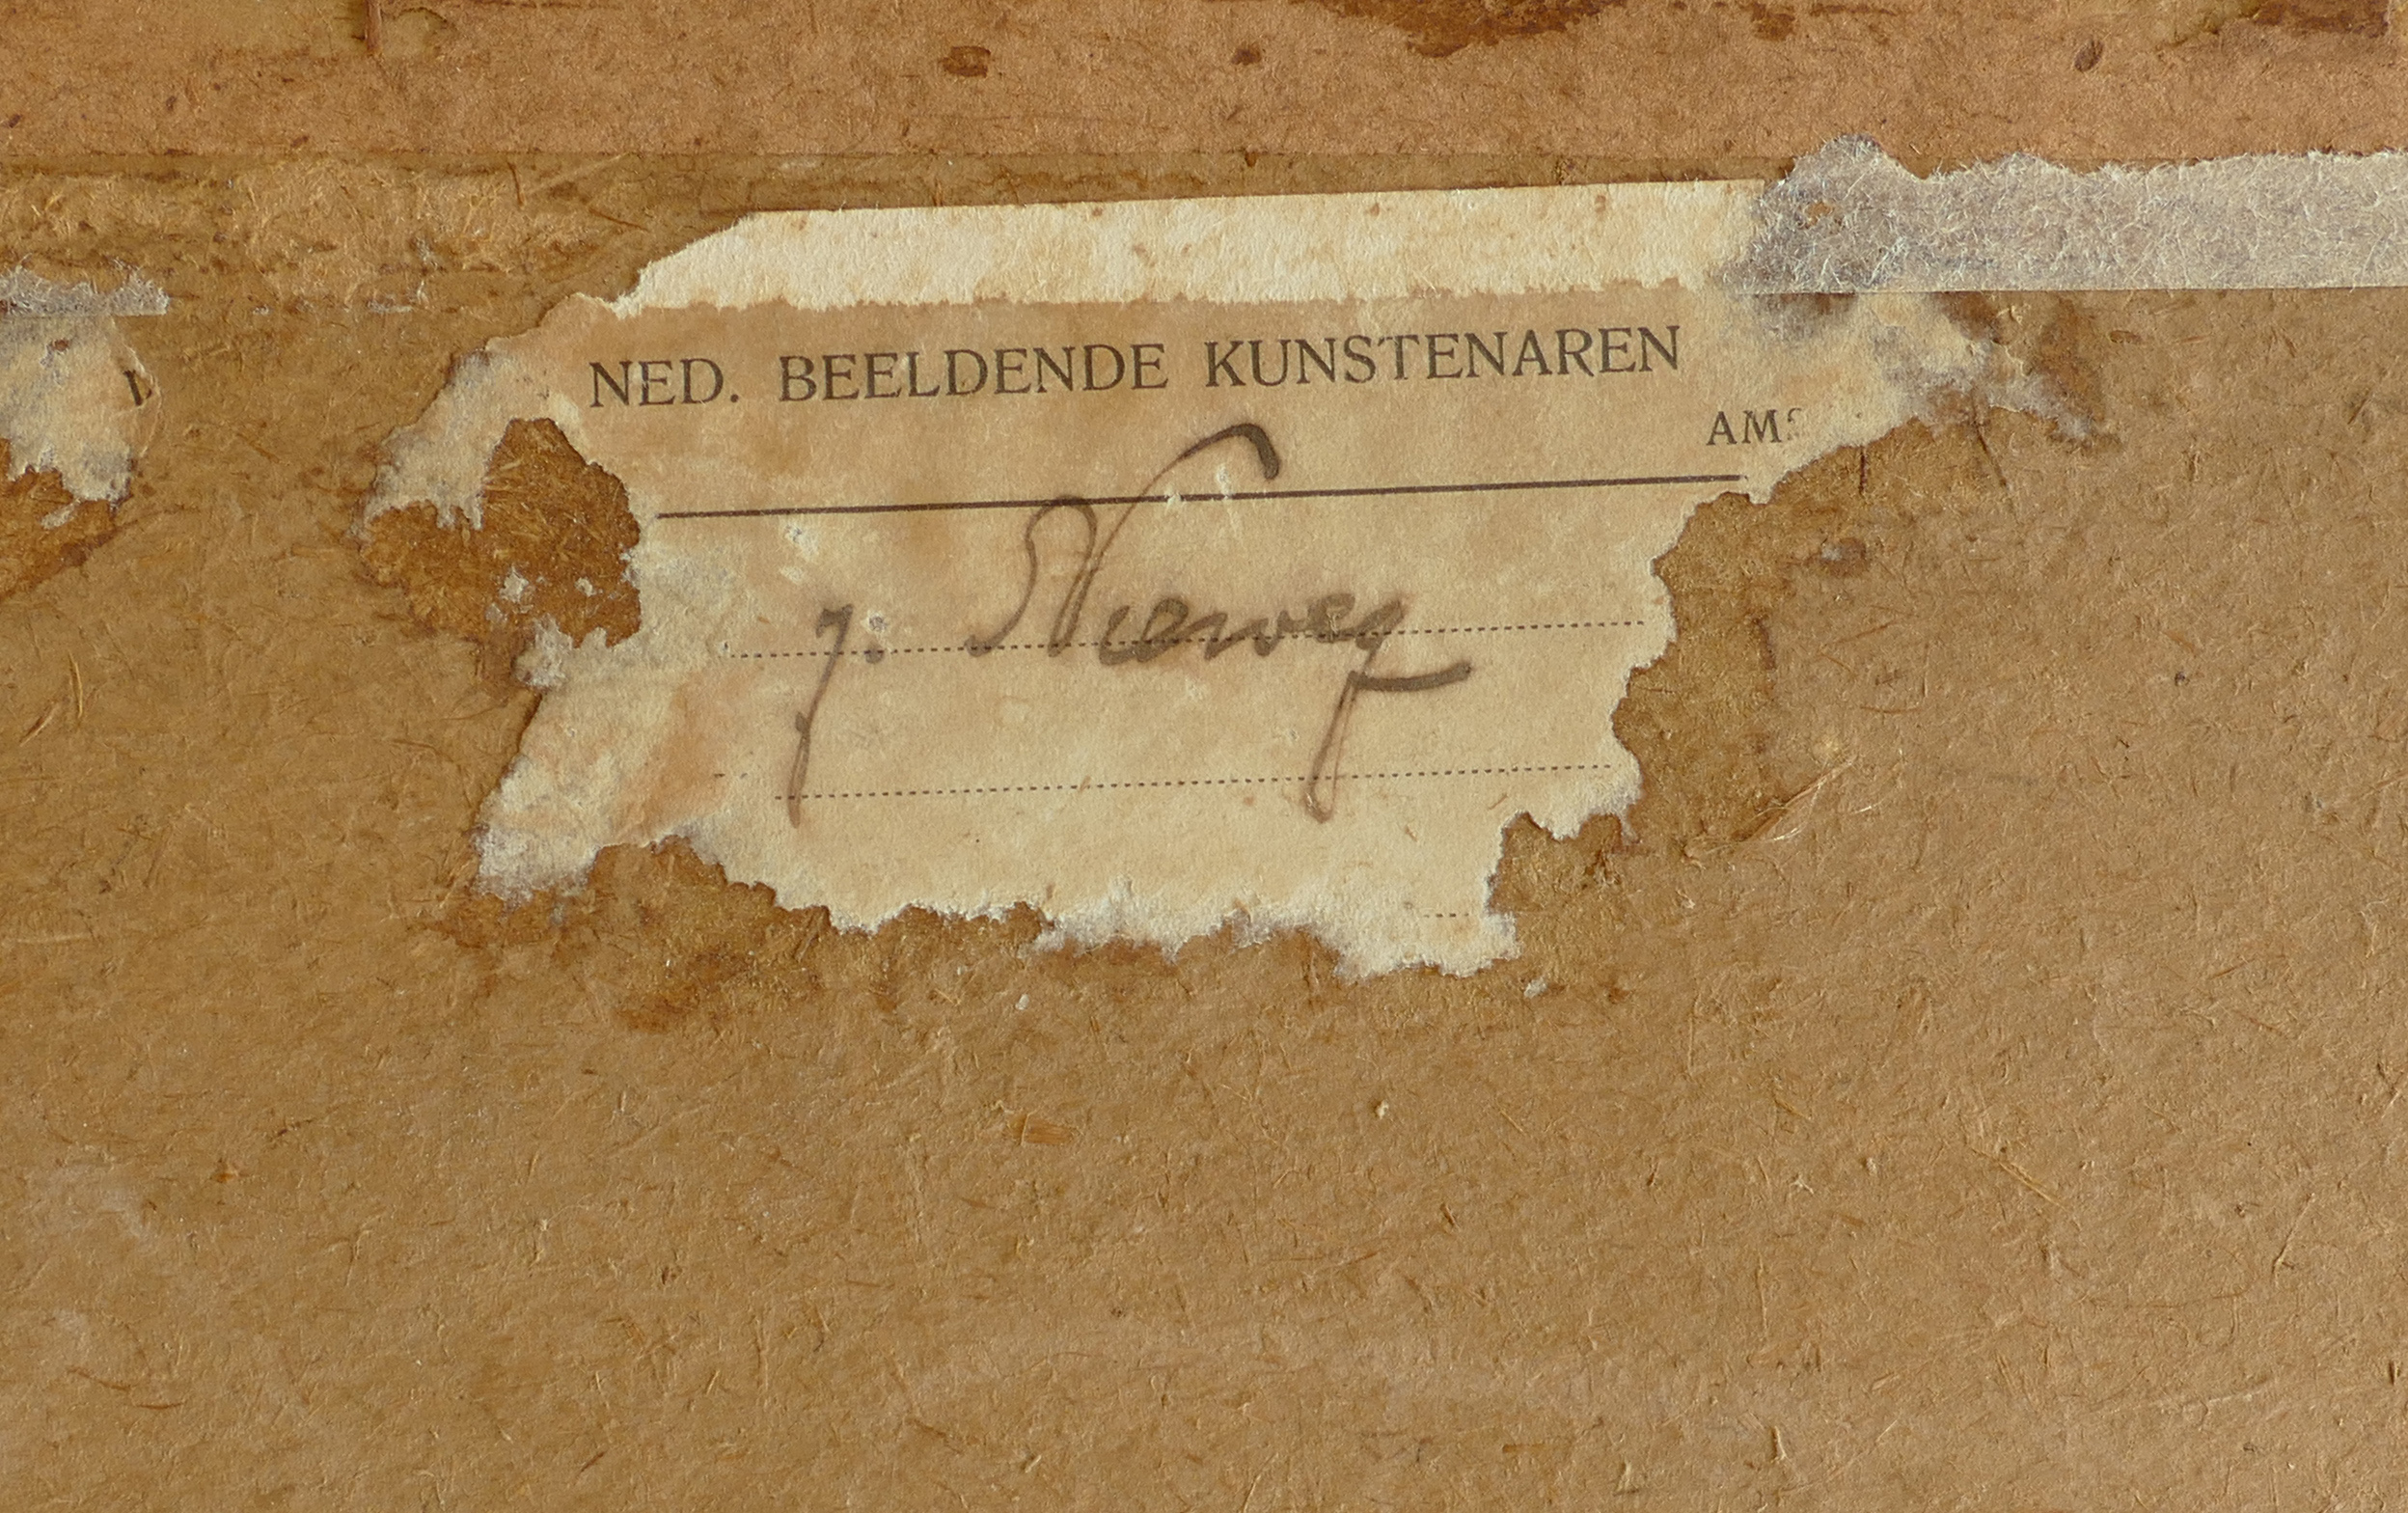 NED. BEELDENDE KUNSTENAREN
AMS
J. Nieweg